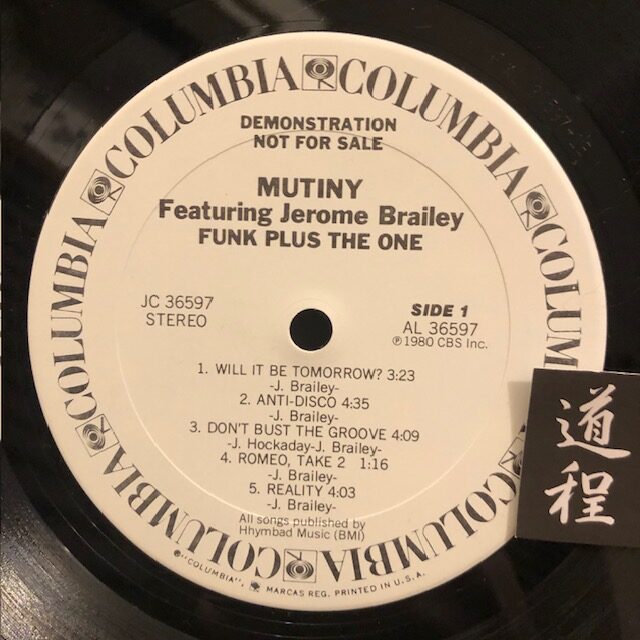 COLUMBIA COLUMBIA COLUMBIA COLUMBIA COLUMBIA COLUMBIA COLUMBIA
DEMONSTRATION
NOT FOR SALE
MUTINY
Featuring Jerome Brailey
FUNK PLUS THE ONE
JC 36597
STEREO
SIDE 1
AL 36597
℗1980 CBS Inc.
1. WILL IT BE TOMORROW? 3:23
-J. Brailey-
2. ANTI-DISCO 4:35
-J. Brailey-
3. DON'T BUST THE GROOVE 4:09
-J. Hockaday-J. Brailey-
4. ROMEO, TAKE 2 1:16
-J. Brailey-
5. REALITY 4:03
-J. Brailey-
All songs published by
Hhymbad Music (BMI)
®"COLUMBIA", MARCAS REG. PRINTED IN U.S.A.
道程